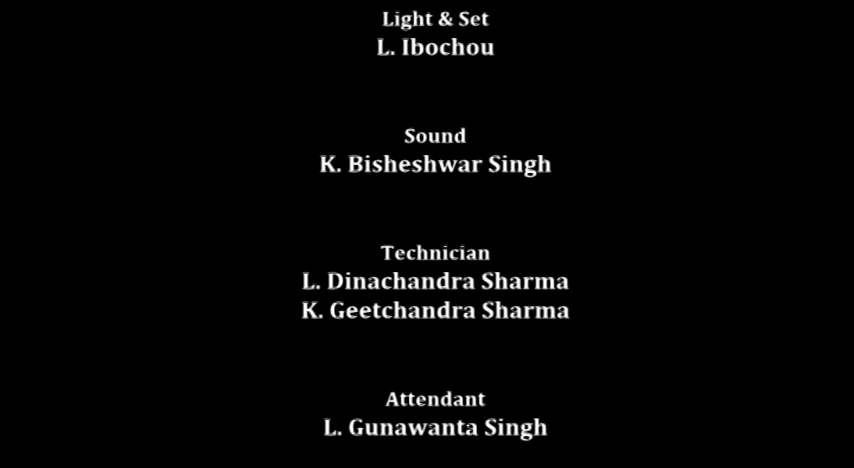 Light & Set
L. Ibochou
Sound
K. Bisheshwar Singh
Technician
L. Dinachandra Sharma
K. Geetchandra Sharma
Attendant
L. Gunawanta Singh